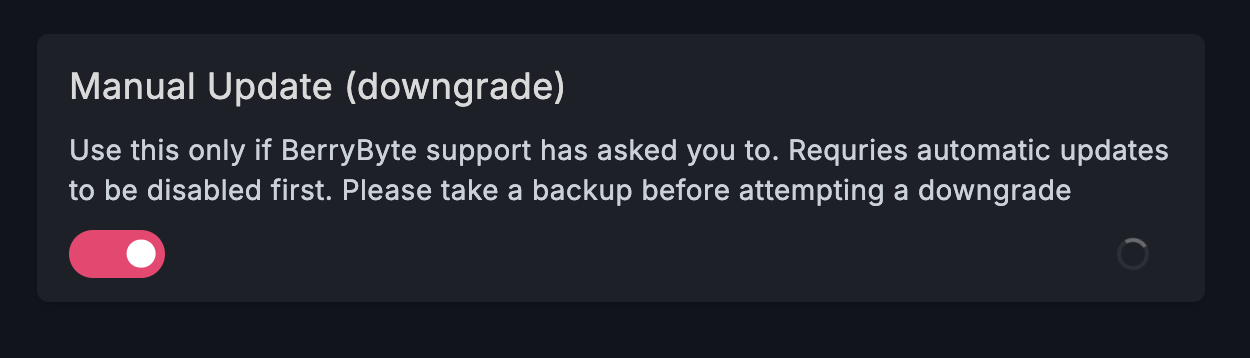 Manual Update (downgrade)
Use this only if BerryByte support has asked you to. Requries automatic updates
to be disabled first. Please take a backup before attempting a downgrade